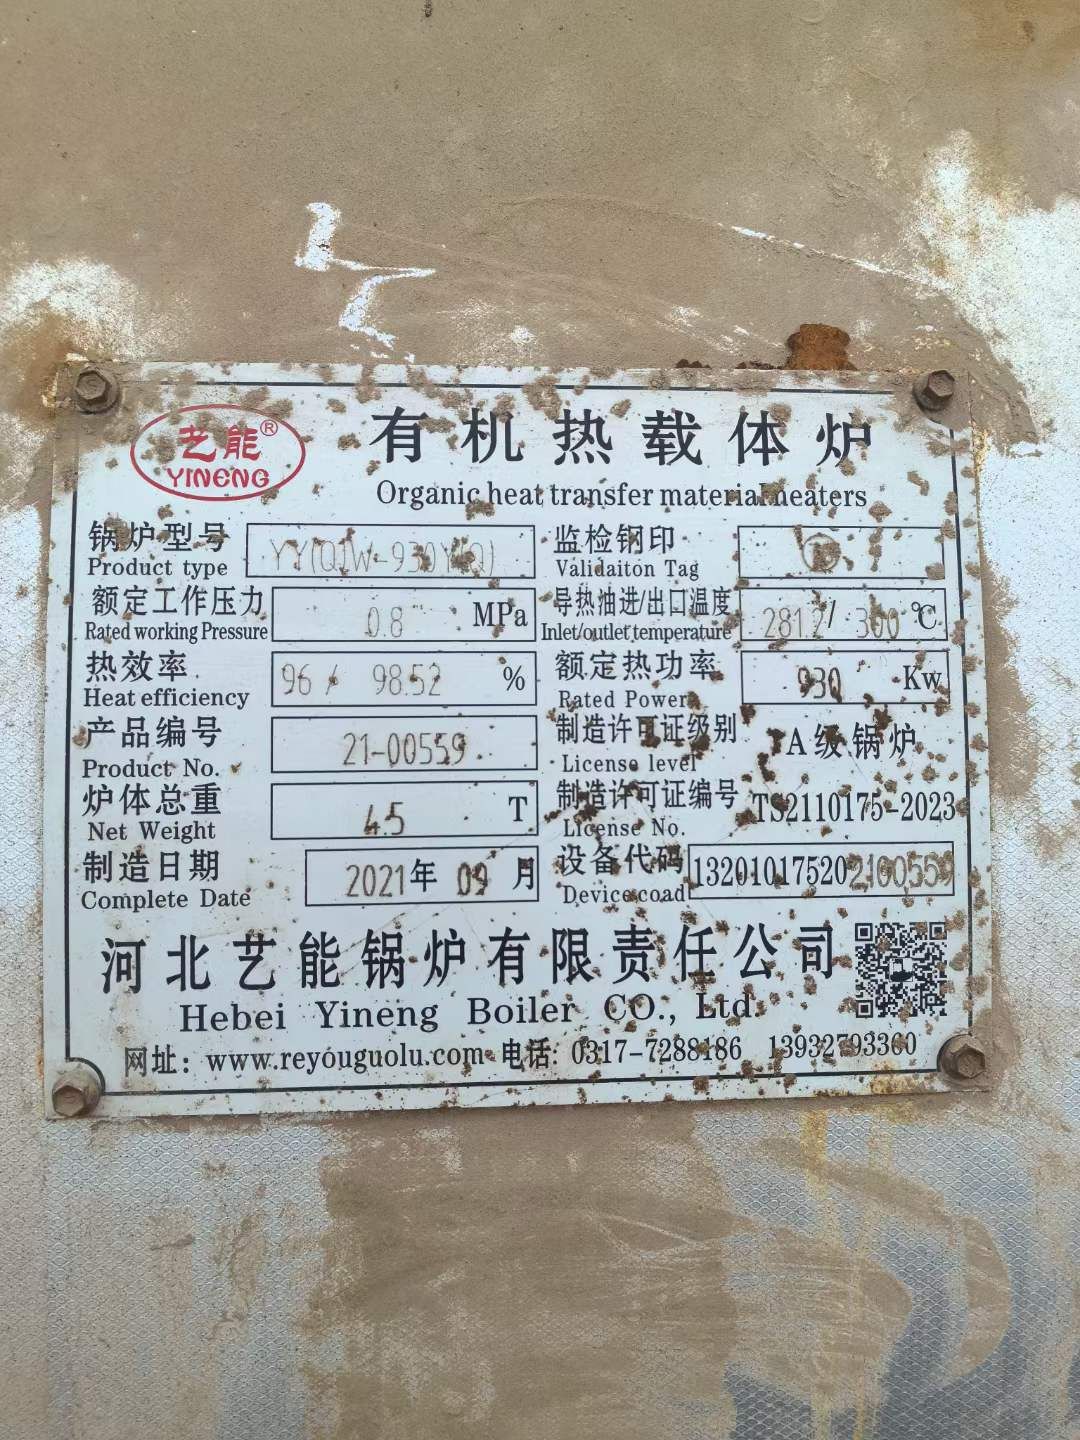 艺能®
YINENG
有机热载体炉
Organic heat transfer material heaters
锅炉型号 YY(Q)W-930Y(Q) 监检钢印
Product type Validaiton Tag
额定工作压力 0.8 MPa 导热油进/出口温度 281.2/ 300 ℃
Rated working Pressure Inlet/outlet temperature
热效率 96 / 98.52 % 额定热功率 930 Kw
Heat efficiency Rated Power
产品编号 21-00559 制造许可证级别 A级锅炉
Product No. License level
炉体总重 4.5 T 制造许可证编号 TS2110175-2023
Net Weight License No.
制造日期 2021年 09月 设备代码 132010175202100559
Complete Date Device coad
河北艺能锅炉有限责任公司
Hebei Yineng Boiler CO., Ltd.
网址：www.reyouguolu.com 电话: 0317-7288186 13932793360